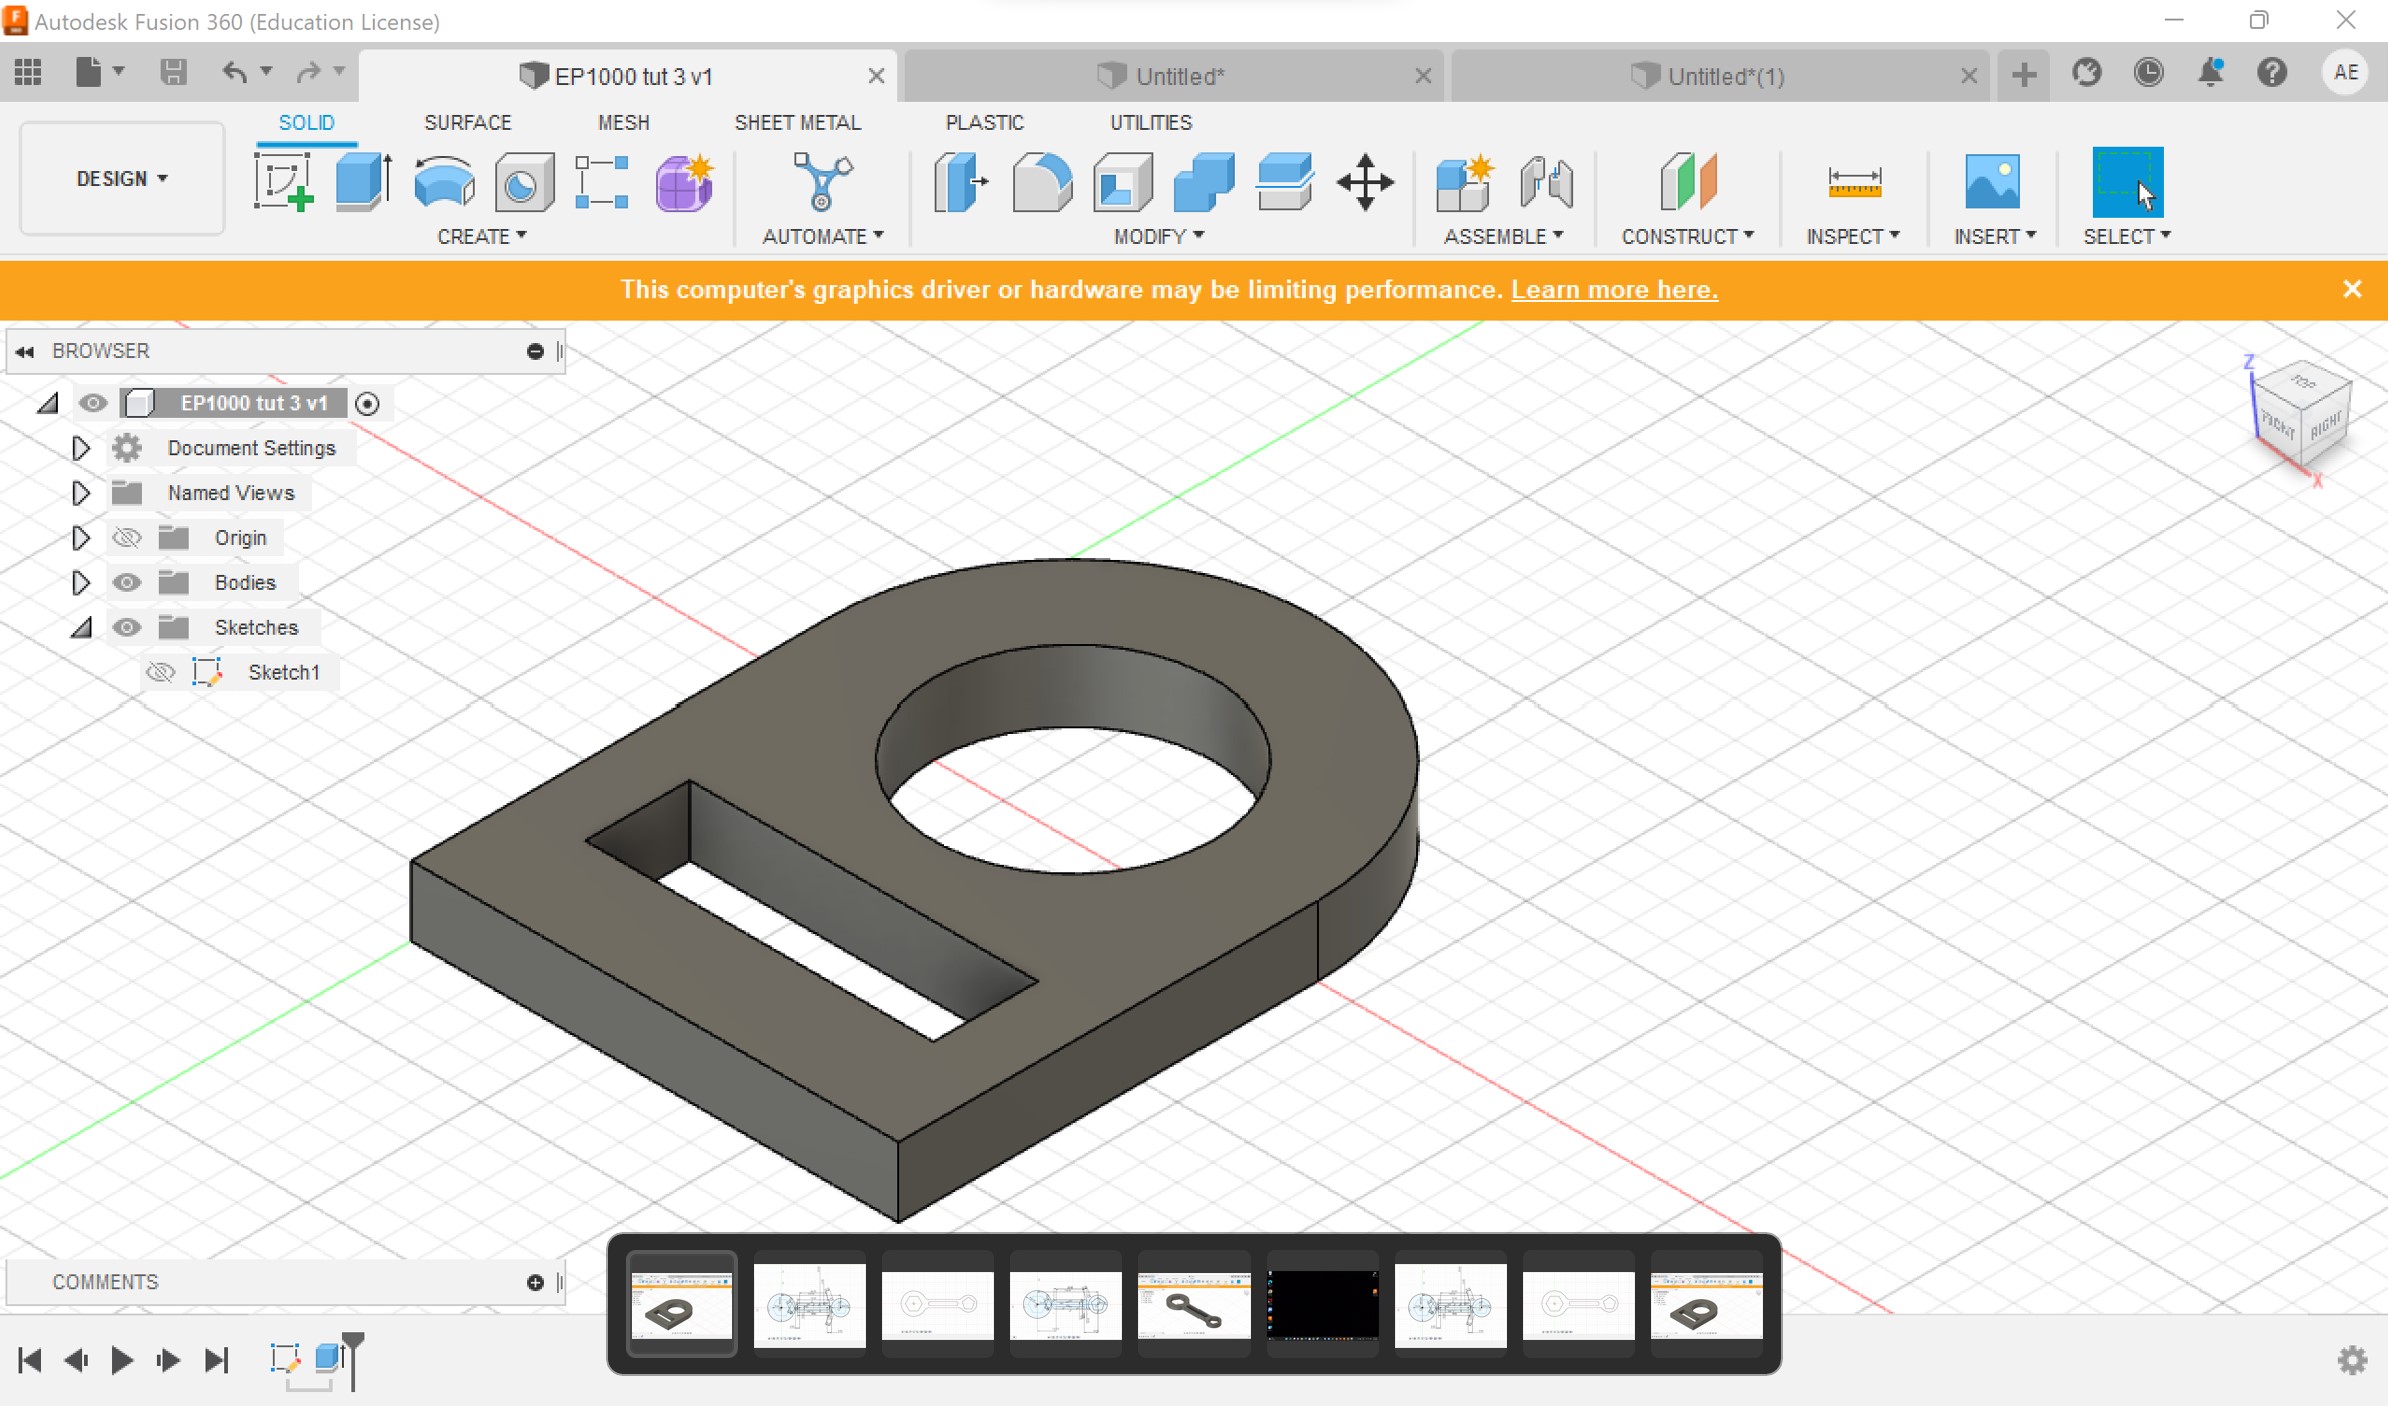 Autodesk Fusion 360 (Education License)
EP1000 tut 3 v1
Untitled*
Untitled*(1)
AE
SOLID
SURFACE
MESH
SHEET METAL
PLASTIC
UTILITIES
DESIGN
CREATE
AUTOMATE
MODIFY
ASSEMBLE
CONSTRUCT
INSPECT
INSERT
SELECT
This computer's graphics driver or hardware may be limiting performance. Learn more here.
BROWSER
EP1000 tut 3 v1
Document Settings
Named Views
Origin
Bodies
Sketches
Sketch1
Z
TOP
FRONT
RIGHT
X
COMMENTS